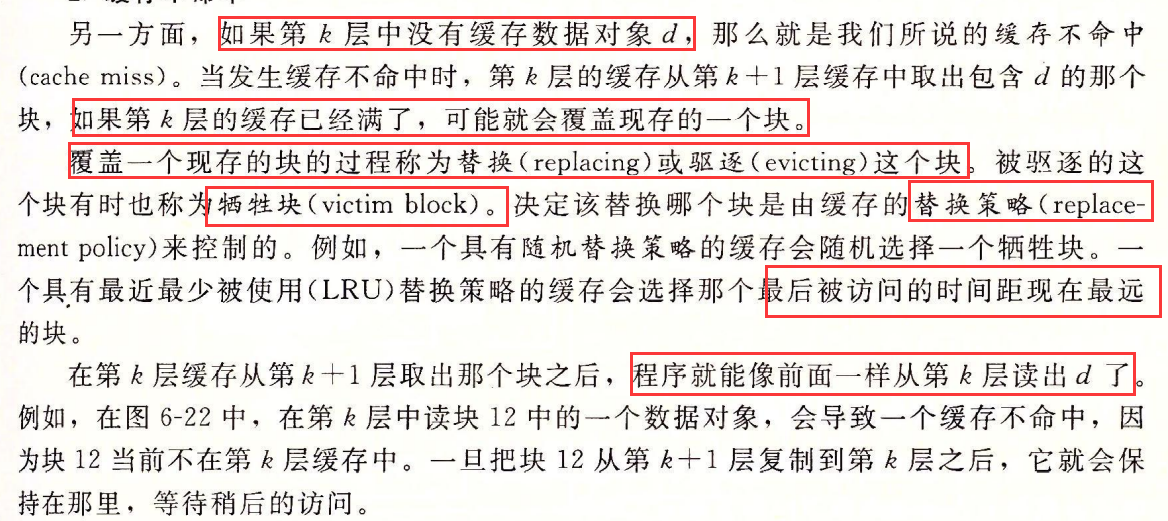 另一方面，如果第 k 层中没有缓存数据对象 d，那么就是我们所说的缓存不命中
(cache miss)。当发生缓存不命中时，第 k 层的缓存从第 k+1 层缓存中取出包含 d 的那个
块，如果第 k 层的缓存已经满了，可能就会覆盖现存的一个块。
覆盖一个现存的块的过程称为替换(replacing)或驱逐(evicting)这个块。被驱逐的这
个块有时也称为牺牲块(victim block)。决定该替换哪个块是由缓存的替换策略(replace-
ment policy)来控制的。例如，一个具有随机替换策略的缓存会随机选择一个牺牲块。一
个具有最近最少被使用(LRU)替换策略的缓存会选择那个最后被访问的时间距现在最远
的块。
在第 k 层缓存从第 k+1 层取出那个块之后，程序就能像前面一样从第 k 层读出 d 了。
例如，在图 6-22 中，在第 k 层中读块 12 中的一个数据对象，会导致一个缓存不命中，因
为块 12 当前不在第 k 层缓存中。一旦把块 12 从第 k+1 层复制到第 k 层之后，它就会保
持在那里，等待稍后的访问。